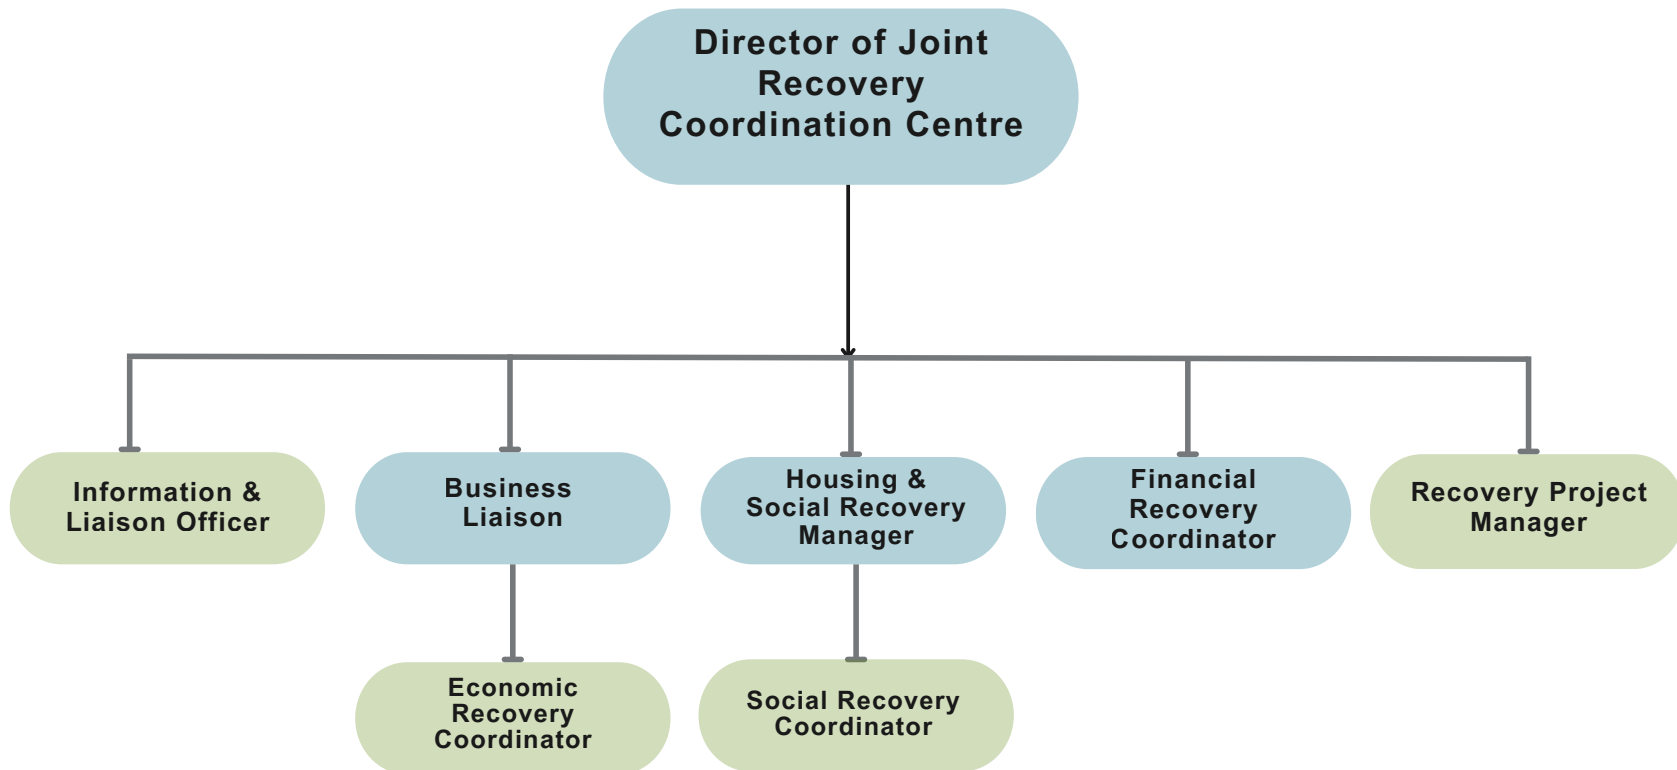 Director of Joint
Recovery
Coordination Centre
Information &
Liaison Officer
Business
Liaison
Housing &
Social Recovery
Manager
Financial
Recovery
Coordinator
Recovery Project
Manager
Economic
Recovery
Coordinator
Social Recovery
Coordinator